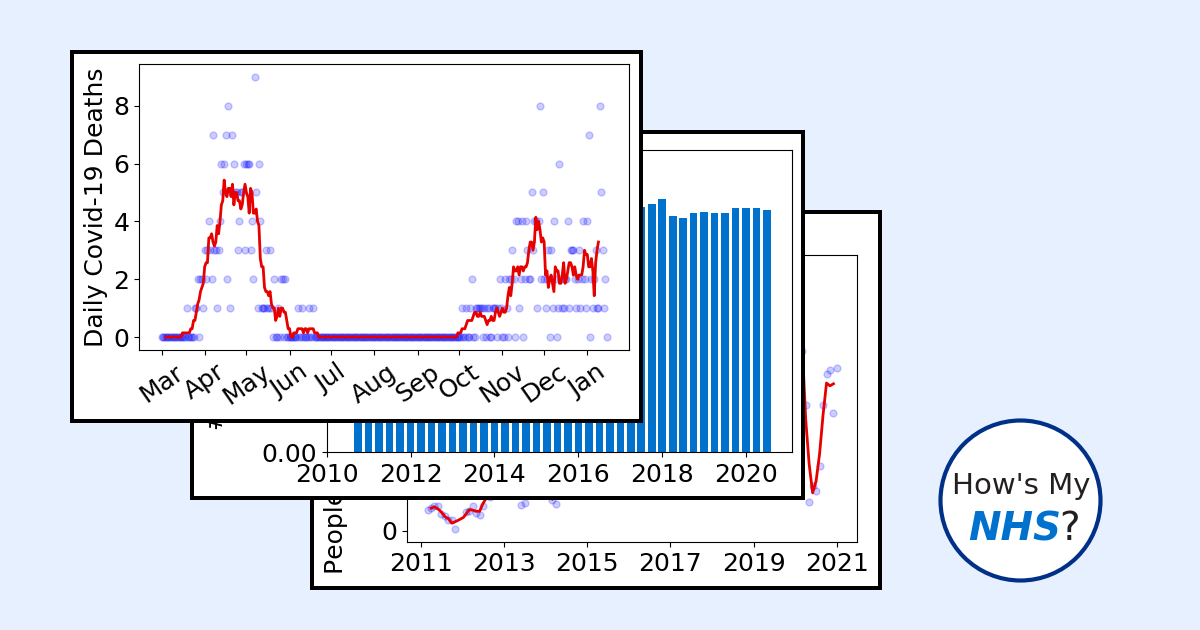 Daily Covid-19 Deaths
8
6
4
2
0
Mar Apr May Jun Jul Aug Sep Oct Nov Dec Jan
#
0.00
2010 2012 2014 2016 2018 2020
People
0
2011 2013 2015 2017 2019 2021
How's My
NHS?